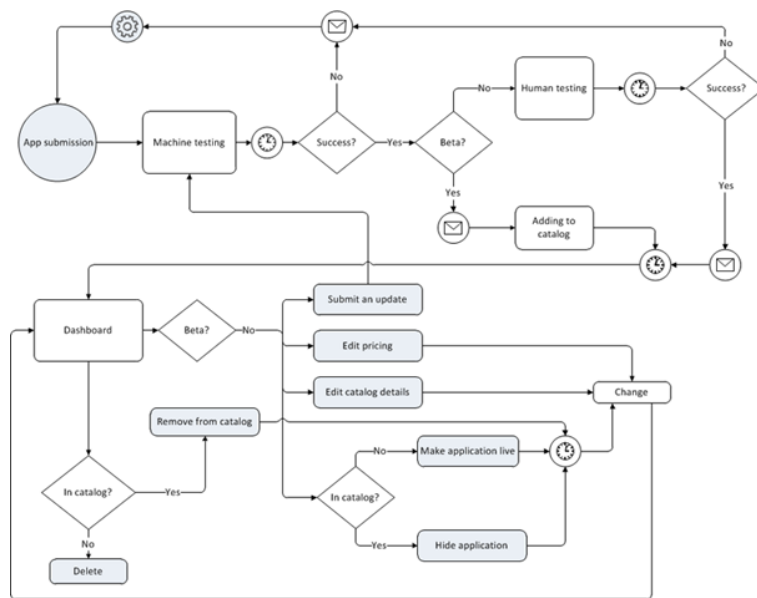 No
No
App submission
Machine testing
Success?
Yes
Beta?
No
Human testing
Success?
Yes
Yes
Adding to
catalog
Submit an update
Dashboard
Beta?
No
Edit pricing
Edit catalog details
Change
Remove from catalog
No
Make application live
In catalog?
Yes
In catalog?
Yes
Hide application
No
Delete